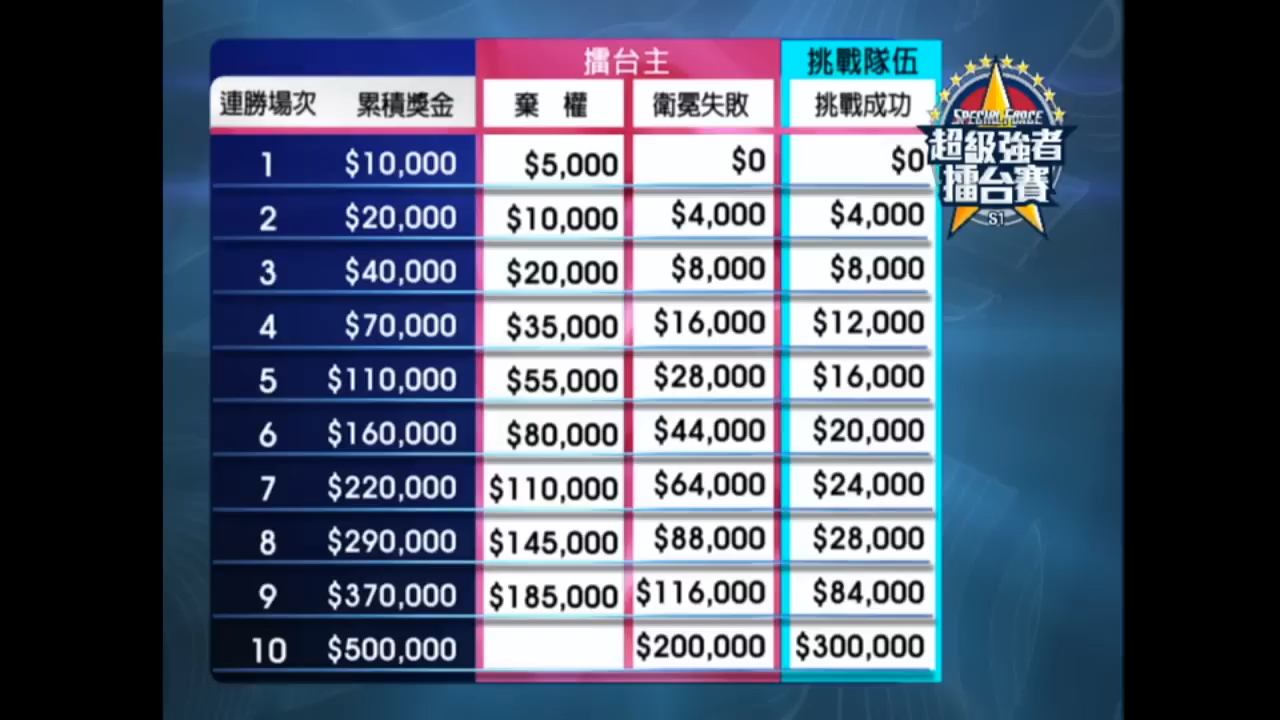 擂台主 挑戰隊伍
連勝場次 累積獎金 棄 權 衛冕失敗 挑戰成功
1 $10,000 $5,000 $0 $0
2 $20,000 $10,000 $4,000 $4,000
3 $40,000 $20,000 $8,000 $8,000
4 $70,000 $35,000 $16,000 $12,000
5 $110,000 $55,000 $28,000 $16,000
6 $160,000 $80,000 $44,000 $20,000
7 $220,000 $110,000 $64,000 $24,000
8 $290,000 $145,000 $88,000 $28,000
9 $370,000 $185,000 $116,000 $84,000
10 $500,000 $200,000 $300,000
SPECIAL FORCE
超級強者
擂台賽
S1